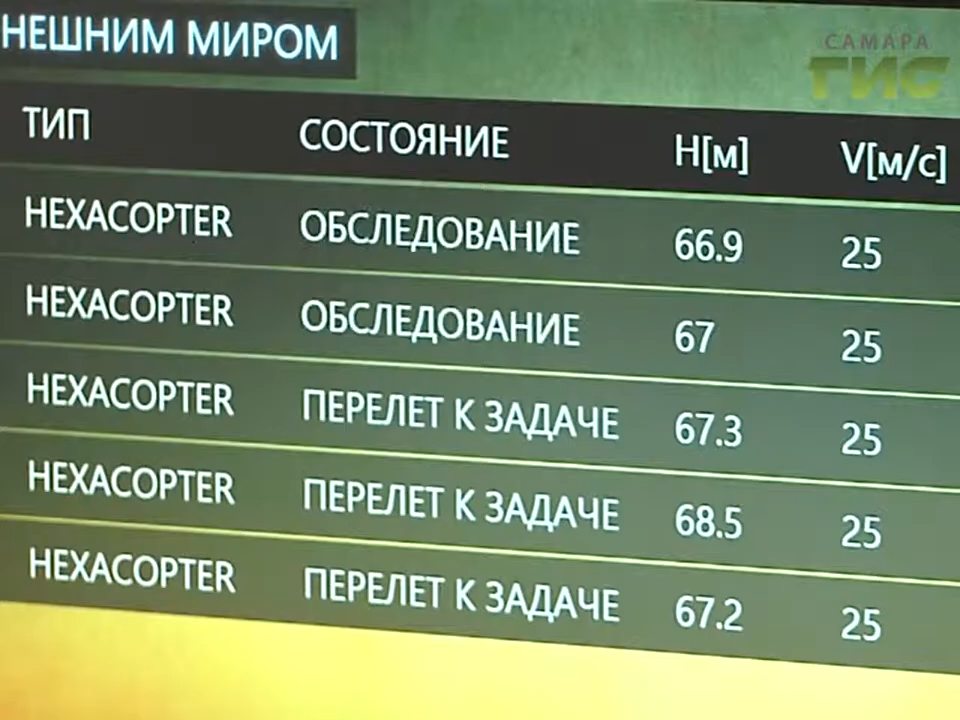 НЕШНИМ МИРОМ
САМАРА
ГИС
ТИП СОСТОЯНИЕ H[м] V[м/с]
HEXACOPTER ОБСЛЕДОВАНИЕ 66.9 25
HEXACOPTER ОБСЛЕДОВАНИЕ 67 25
HEXACOPTER ПЕРЕЛЕТ К ЗАДАЧЕ 67.3 25
HEXACOPTER ПЕРЕЛЕТ К ЗАДАЧЕ 68.5 25
HEXACOPTER ПЕРЕЛЕТ К ЗАДАЧЕ 67.2 25